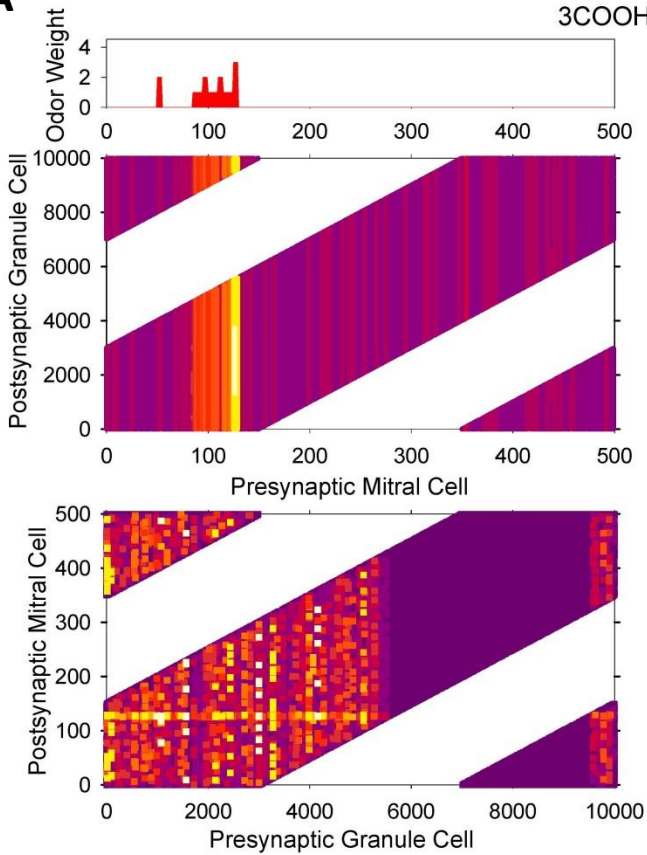 A
3COOH
Odor Weight
4
2
0
0 100 200 300 400 500
Postsynaptic Granule Cell
10000
8000
6000
4000
2000
0
0 100 200 300 400 500
Presynaptic Mitral Cell
Postsynaptic Mitral Cell
500
400
300
200
100
0
0 2000 4000 6000 8000 10000
Presynaptic Granule Cell